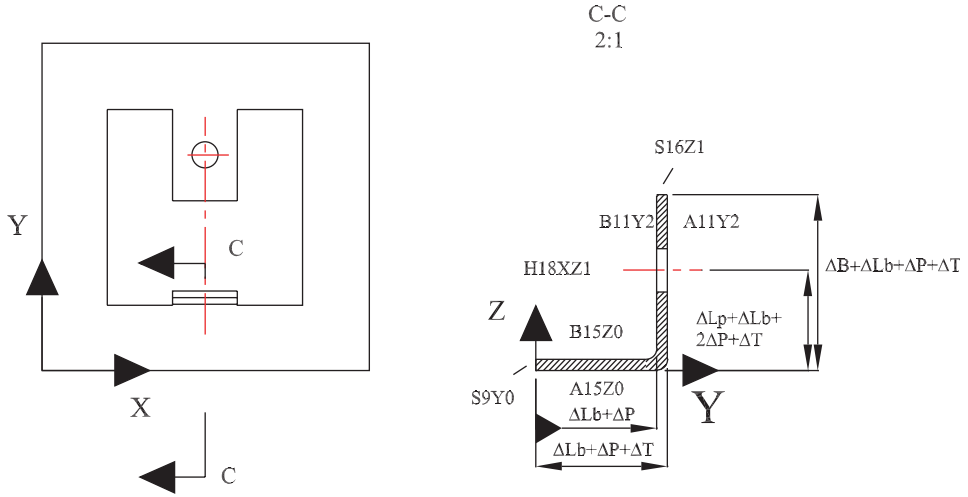 C-C
2:1
S16Z1
Y
C
B11Y2
A11Y2
H18XZ1
ΔB+ΔLb+ΔP+ΔT
Z
B15Z0
ΔLp+ΔLb+
2ΔP+ΔT
S9Y0
A15Z0
X
ΔLb+ΔP
Y
ΔLb+ΔP+ΔT
C